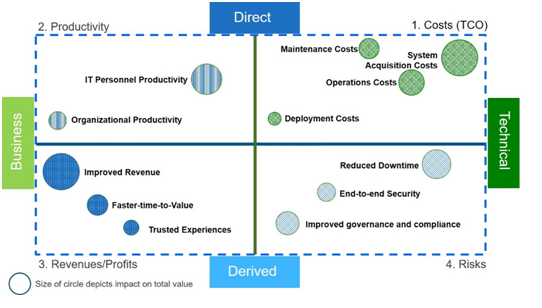 2. Productivity
Direct
1. Costs (TCO)
Maintenance Costs
System
Acquisition Costs
IT Personnel Productivity
Operations Costs
Organizational Productivity
Deployment Costs
Business
Technical
Improved Revenue
Reduced Downtime
Faster-time-to-Value
End-to-end Security
Trusted Experiences
Improved governance and compliance
3. Revenues/Profits
Derived
4. Risks
Size of circle depicts impact on total value